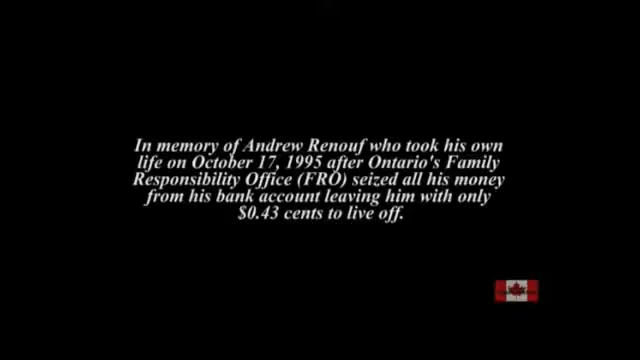 In memory of Andrew Renouf who took his own
life on October 17, 1995 after Ontario's Family
Responsibility Office (FRO) seized all his money
from his bank account leaving him with only
$0.43 cents to live off.